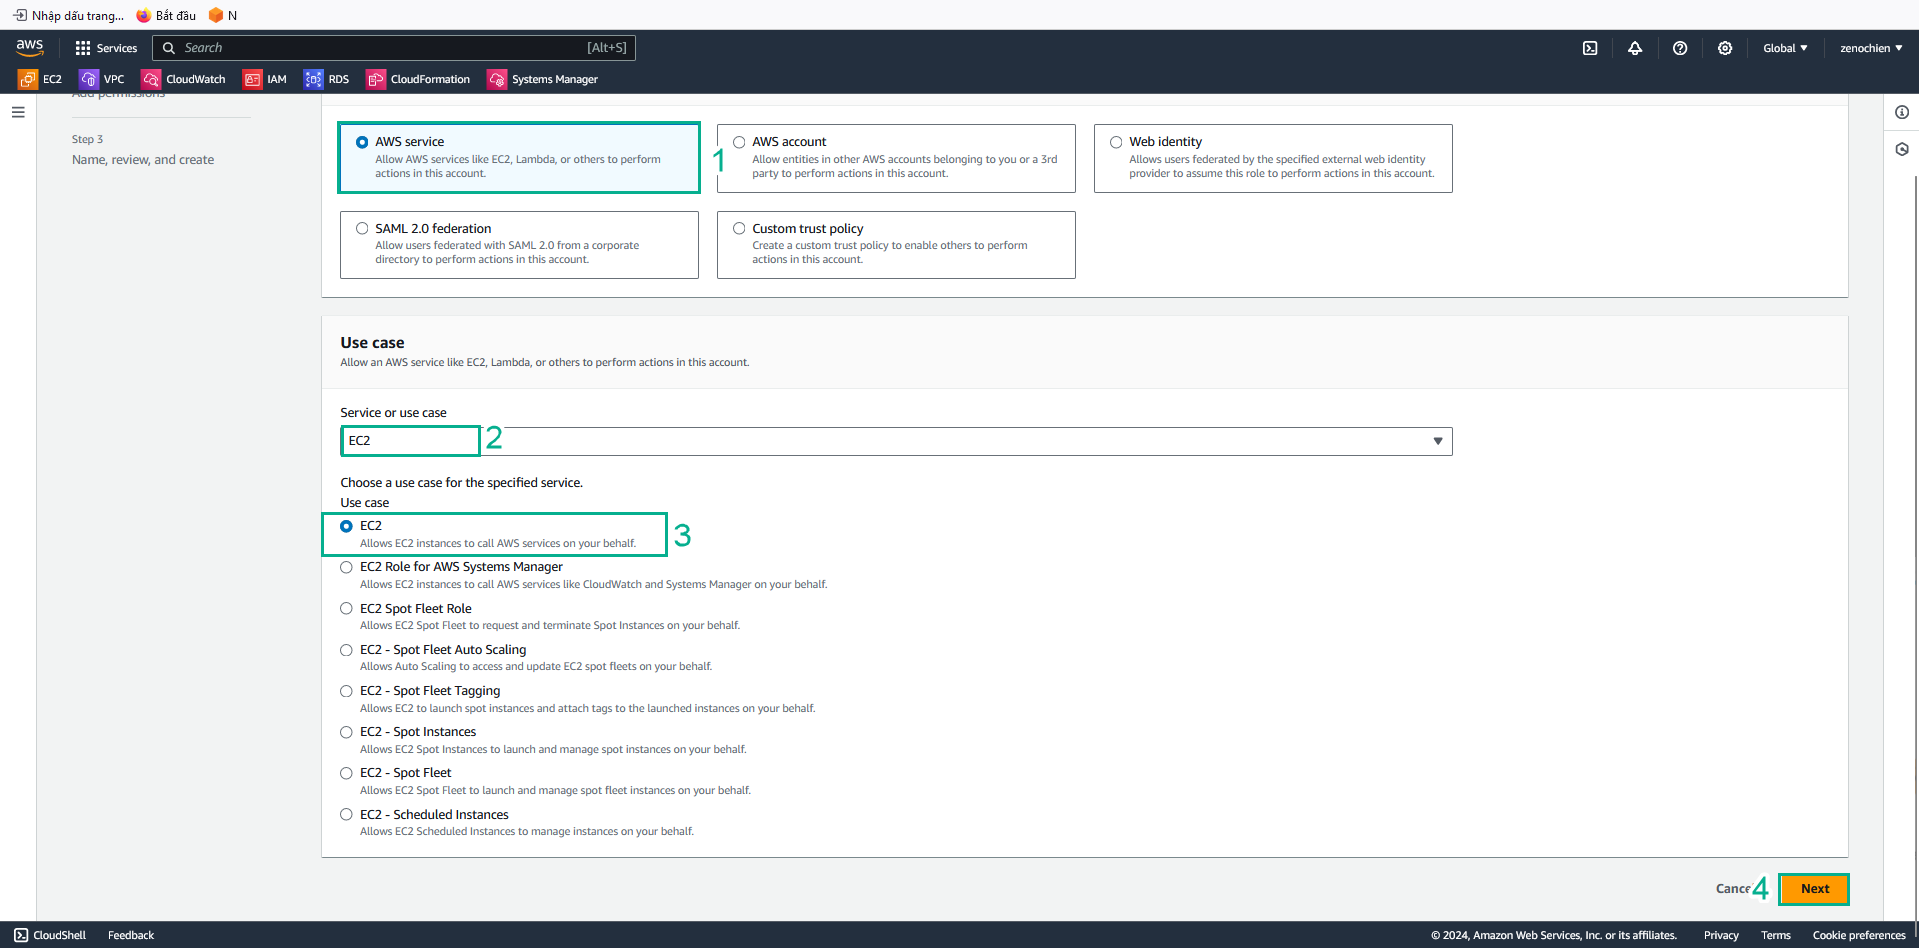 Nhập dấu trang...
Bắt đầu
N
aws
Services
Search
[Alt+S]
Global
zenochien
EC2
VPC
CloudWatch
IAM
RDS
CloudFormation
Systems Manager
Add permissions
Step 3
Name, review, and create
AWS service
Allow AWS services like EC2, Lambda, or others to perform
actions in this account.
1
AWS account
Allow entities in other AWS accounts belonging to you or a 3rd
party to perform actions in this account.
Web identity
Allows users federated by the specified external web identity
provider to assume this role to perform actions in this account.
SAML 2.0 federation
Allow users federated with SAML 2.0 from a corporate
directory to perform actions in this account.
Custom trust policy
Create a custom trust policy to enable others to perform
actions in this account.
Use case
Allow an AWS service like EC2, Lambda, or others to perform actions in this account.
Service or use case
EC2
2
Choose a use case for the specified service.
Use case
EC2
Allows EC2 instances to call AWS services on your behalf.
3
EC2 Role for AWS Systems Manager
Allows EC2 instances to call AWS services like CloudWatch and Systems Manager on your behalf.
EC2 Spot Fleet Role
Allows EC2 Spot Fleet to request and terminate Spot Instances on your behalf.
EC2 - Spot Fleet Auto Scaling
Allows Auto Scaling to access and update EC2 spot fleets on your behalf.
EC2 - Spot Fleet Tagging
Allows EC2 to launch spot instances and attach tags to the launched instances on your behalf.
EC2 - Spot Instances
Allows EC2 Spot Instances to launch and manage spot instances on your behalf.
EC2 - Spot Fleet
Allows EC2 Spot Fleet to launch and manage spot fleet instances on your behalf.
EC2 - Scheduled Instances
Allows EC2 Scheduled Instances to manage instances on your behalf.
Cancel
4
Next
CloudShell
Feedback
© 2024, Amazon Web Services, Inc. or its affiliates.
Privacy
Terms
Cookie preferences